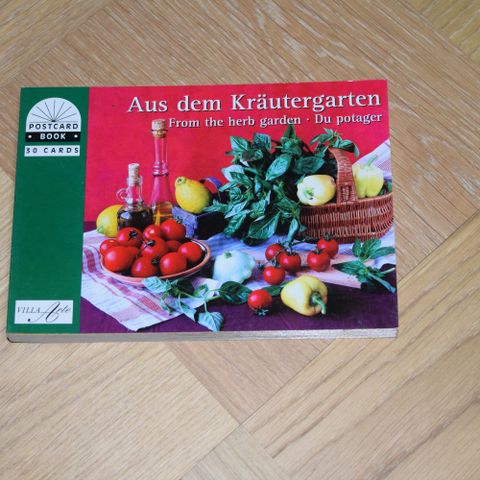 POSTCARD
BOOK
30 CARDS
Aus dem Kräutergarten
From the herb garden · Du potager
VILLA Arte